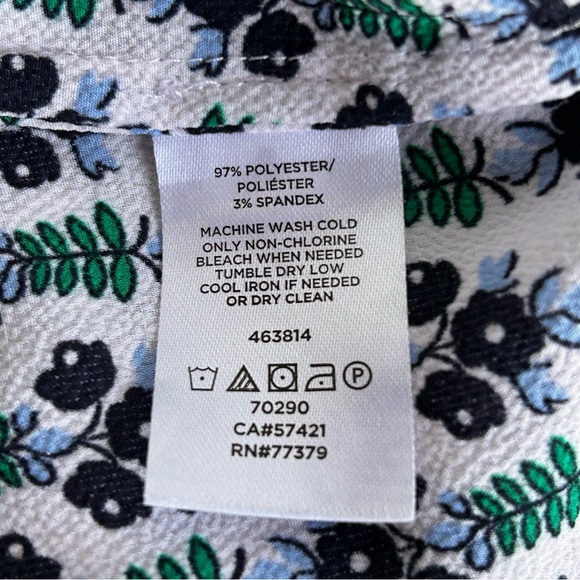 97% POLYESTER/
POLIÉSTER
3% SPANDEX
MACHINE WASH COLD
ONLY NON-CHLORINE
BLEACH WHEN NEEDED
TUMBLE DRY LOW
COOL IRON IF NEEDED
OR DRY CLEAN
463814
P
70290
CA#57421
RN#77379